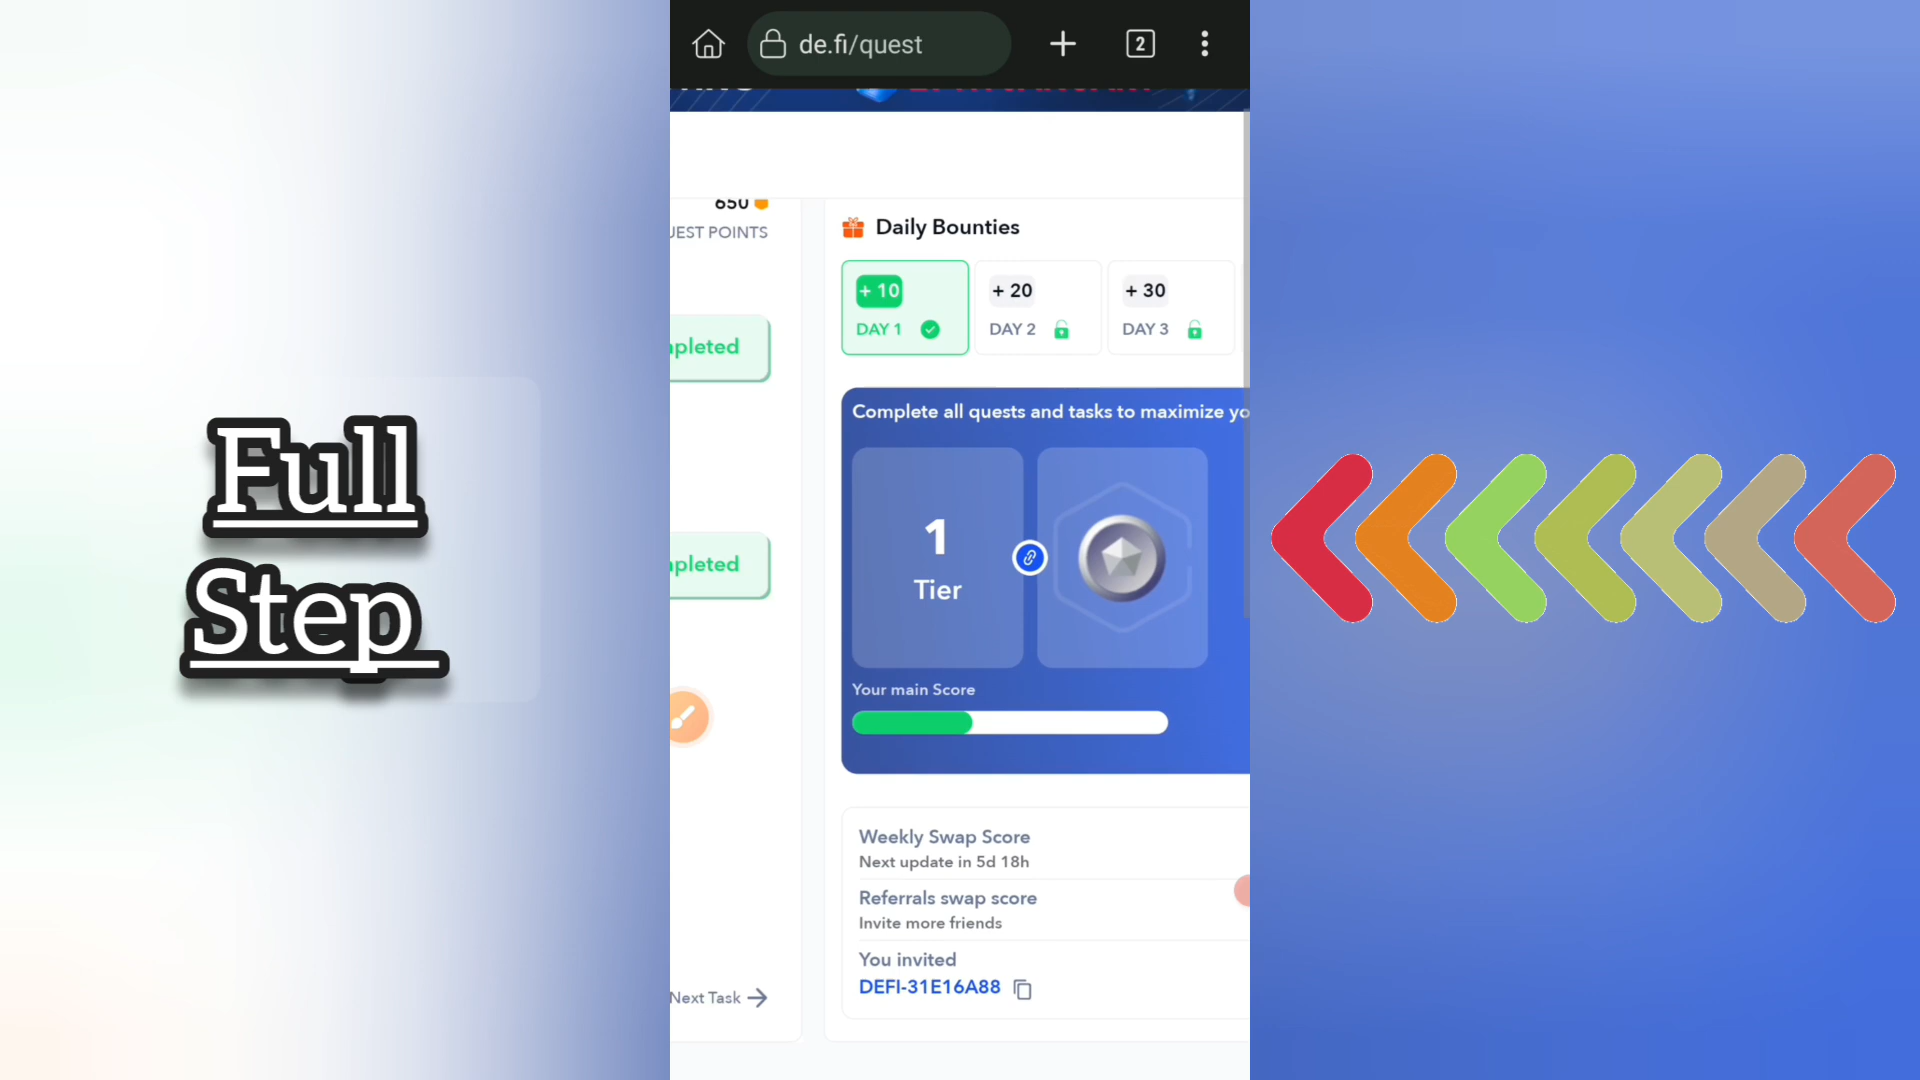 Full
Step
de.fi/quest
2
650
UEST POINTS
Daily Bounties
+ 10
DAY 1
+ 20
DAY 2
+ 30
DAY 3
mpleted
Complete all quests and tasks to maximize yo
1
Tier
mpleted
Your main Score
Weekly Swap Score
Next update in 5d 18h
Referrals swap score
Invite more friends
You invited
DEFI-31E16A88
Next Task